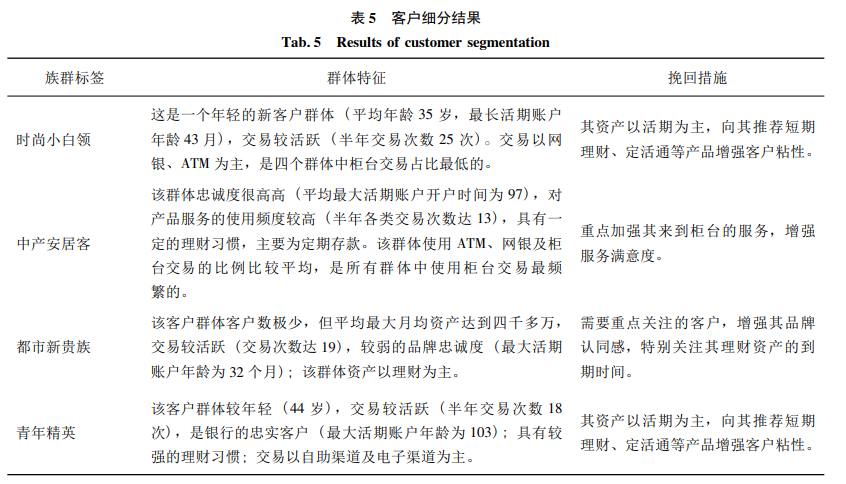 表 5 客户细分结果
Tab. 5 Results of customer segmentation
族群标签 群体特征 挽回措施
时尚小白领
这是一个年轻的新客户群体（平均年龄 35 岁，最长活期账户
年龄 43 月），交易较活跃（半年交易次数 25 次）。交易以网
银、ATM 为主，是四个群体中柜台交易占比最低的。
其资产以活期为主，向其推荐短期
理财、定活通等产品增强客户粘性。
中产安居客
该群体忠诚度很高高（平均最大活期账户开户时间为 97），对
产品服务的使用频度较高（半年各类交易次数达 13），具有一
定的理财习惯，主要为定期存款。该群体使用 ATM、网银及柜
台交易的比例比较平均，是所有群体中使用柜台交易最频
繁的。
重点加强其来到柜台的服务，增强
服务满意度。
都市新贵族
该客户群体客户数极少，但平均最大月均资产达到四千多万，
交易较活跃（交易次数达 19），较弱的品牌忠诚度（最大活期
账户年龄为 32 个月）；该群体资产以理财为主。
需要重点关注的客户，增强其品牌
认同感，特别关注其理财资产的到
期时间。
青年精英
该客户群体较年轻（44 岁），交易较活跃（半年交易次数 18
次），是银行的忠实客户（最大活期账户年龄为 103）；具有较
强的理财习惯；交易以自助渠道及电子渠道为主。
其资产以活期为主，向其推荐短期
理财、定活通等产品增强客户粘性。